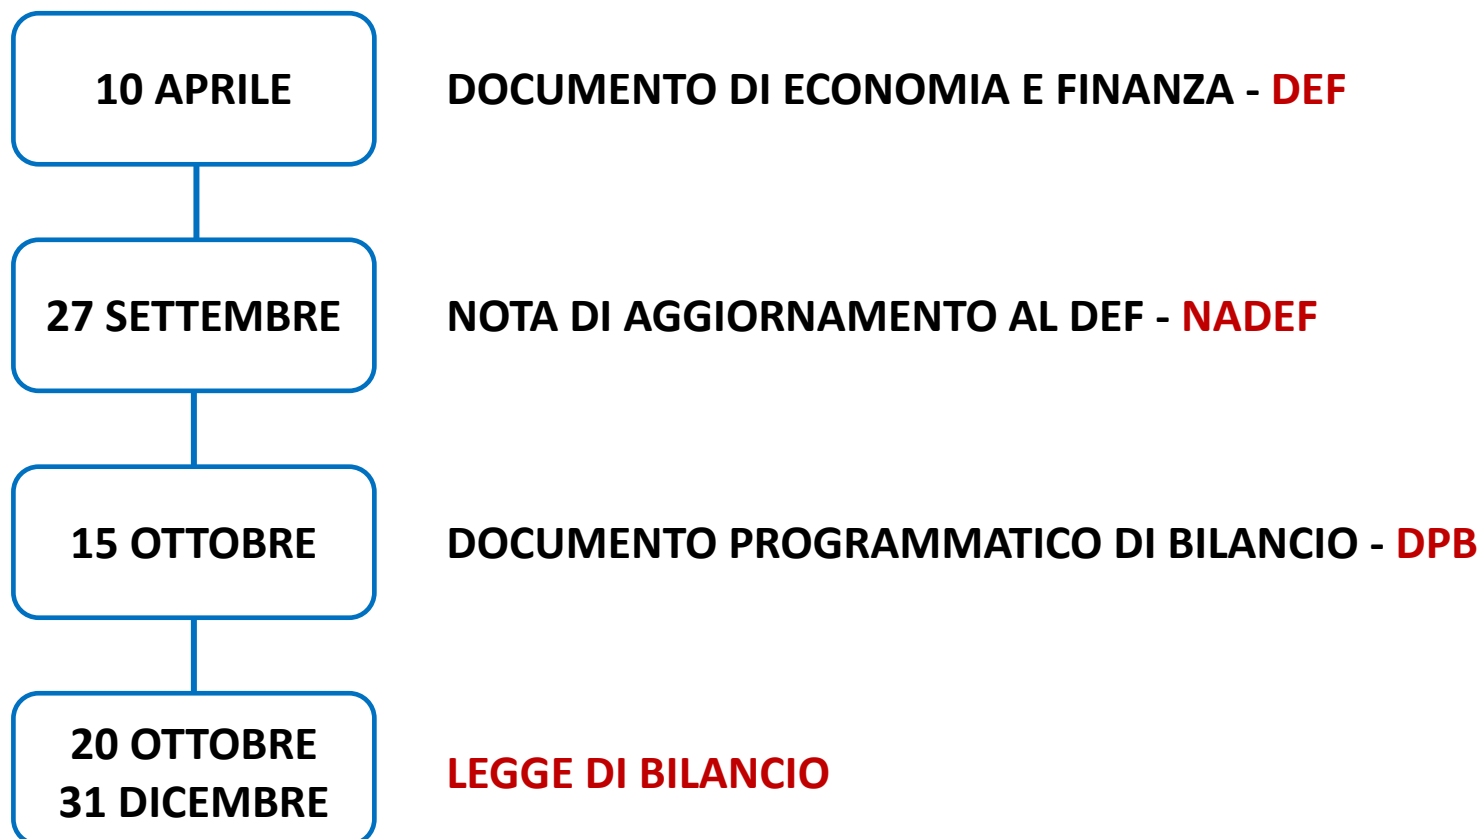 10 APRILE
DOCUMENTO DI ECONOMIA E FINANZA - DEF
27 SETTEMBRE
NOTA DI AGGIORNAMENTO AL DEF - NADEF
15 OTTOBRE
DOCUMENTO PROGRAMMATICO DI BILANCIO - DPB
20 OTTOBRE
31 DICEMBRE
LEGGE DI BILANCIO